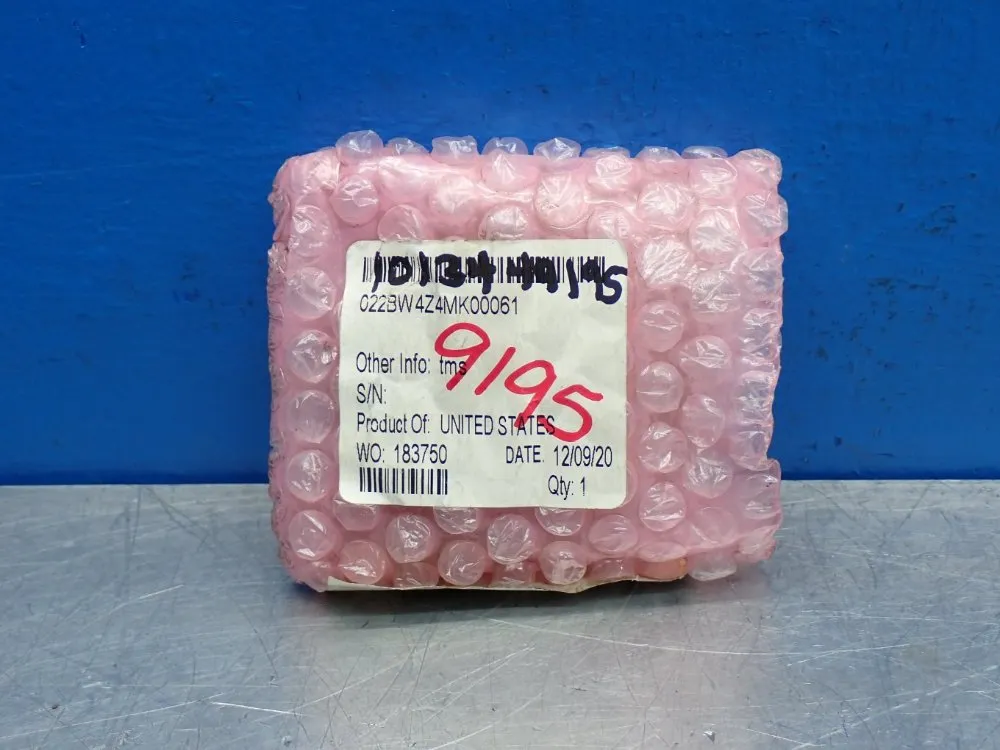 022BW4Z4MK00061
Other Info: tms
9195
S/N:
Product Of: UNITED STATES
WO: 183750 DATE: 12/09/20
Qty: 1